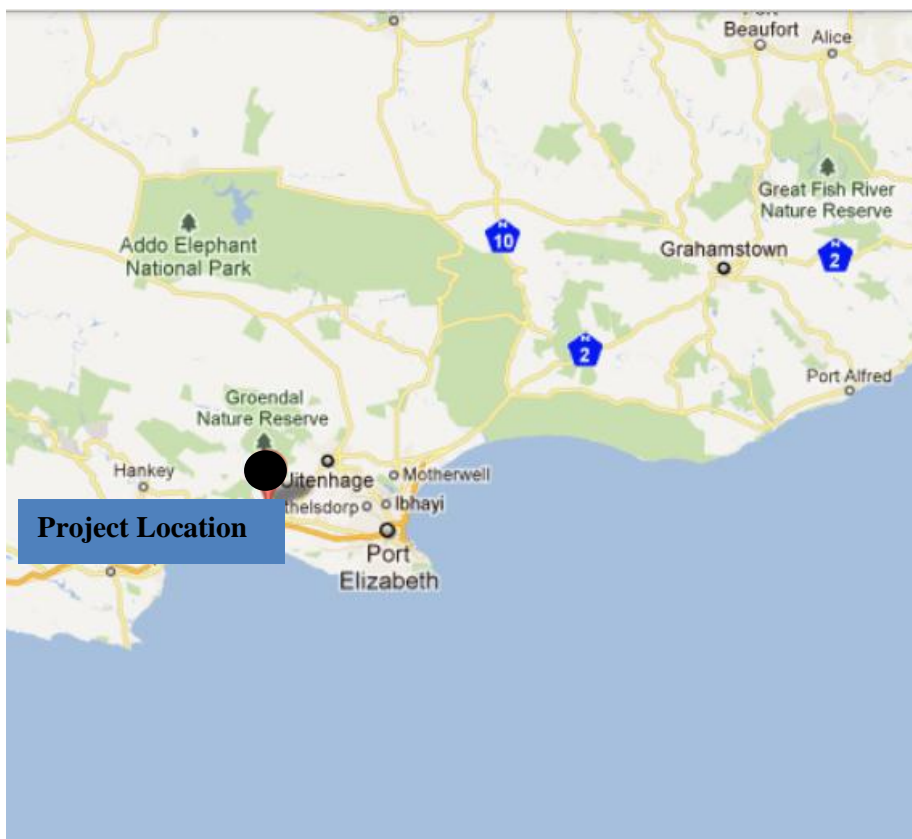 Beaufort
Alice
Great Fish River
Nature Reserve
Addo Elephant
National Park
N
10
Grahamstown
N
2
N
2
Port Alfred
Groendal
Nature Reserve
Hankey
Uitenhage
Motherwell
thelsdorp
Ibhayi
Project Location
Port
Elizabeth